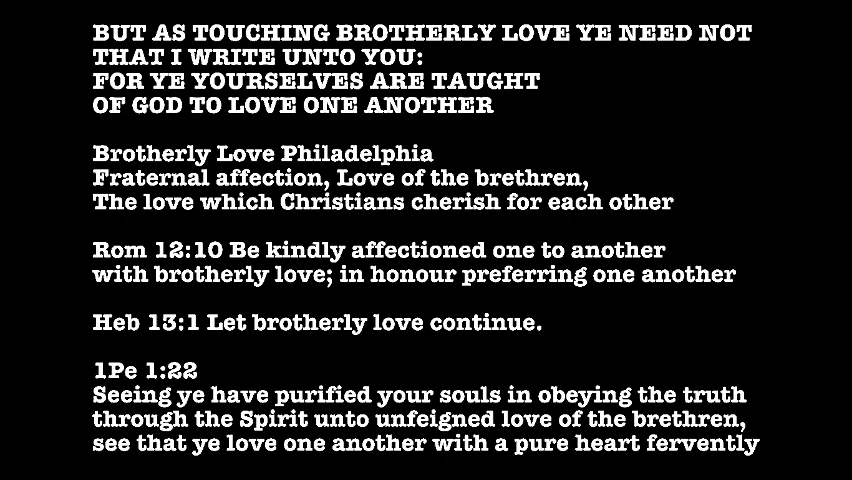 BUT AS TOUCHING BROTHERLY LOVE YE NEED NOT
THAT I WRITE UNTO YOU:
FOR YE YOURSELVES ARE TAUGHT
OF GOD TO LOVE ONE ANOTHER
Brotherly Love Philadelphia
Fraternal affection, Love of the brethren,
The love which Christians cherish for each other
Rom 12:10 Be kindly affectioned one to another
with brotherly love; in honour preferring one another
Heb 13:1 Let brotherly love continue.
1Pe 1:22
Seeing ye have purified your souls in obeying the truth
through the Spirit unto unfeigned love of the brethren,
see that ye love one another with a pure heart fervently